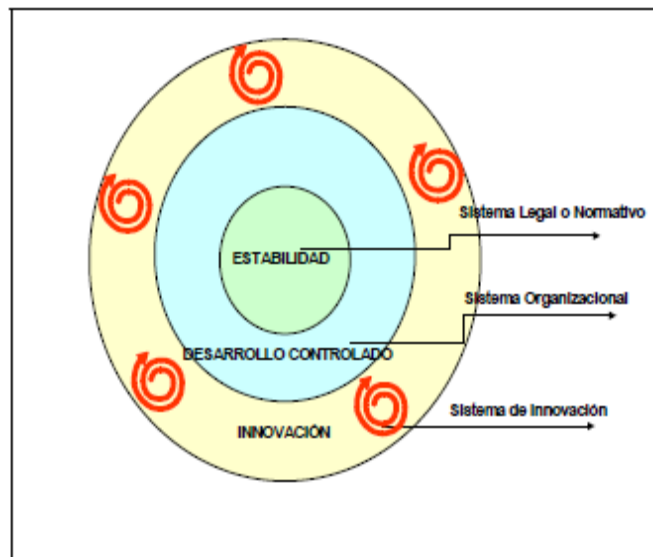 Sistema Legal o Normativo
ESTABILIDAD
Sistema Organizacional
DESARROLLO CONTROLADO
Sistema de Innovación
INNOVACIÓN